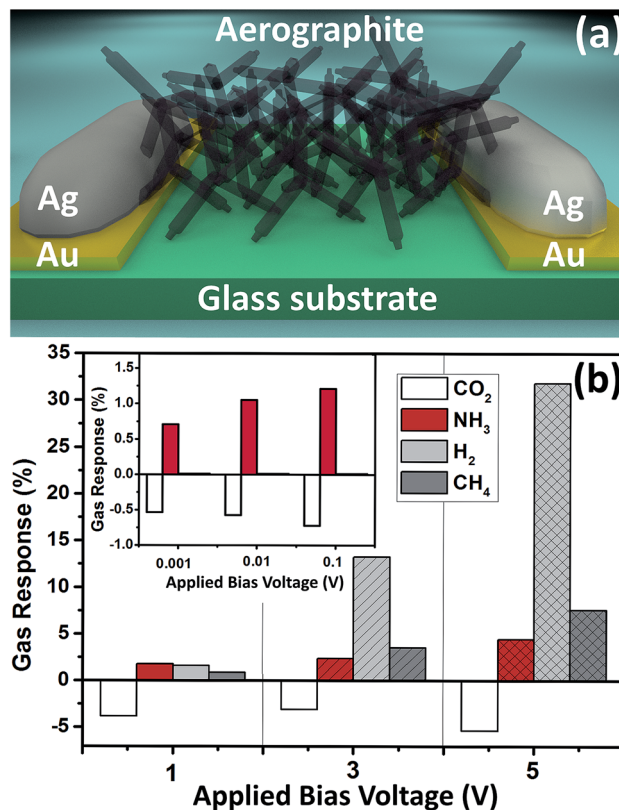 Aerographite
(a)
Ag
Ag
Au
Au
Glass substrate
(b)
35
30
25
20
15
10
5
0
-5
Gas Response (%)
1.5
1.0
0.5
0.0
-0.5
-1.0
Gas Response (%)
0.001
0.01
0.1
Applied Bias Voltage (V)
CO₂
NH₃
H₂
CH₄
1
3
5
Applied Bias Voltage (V)